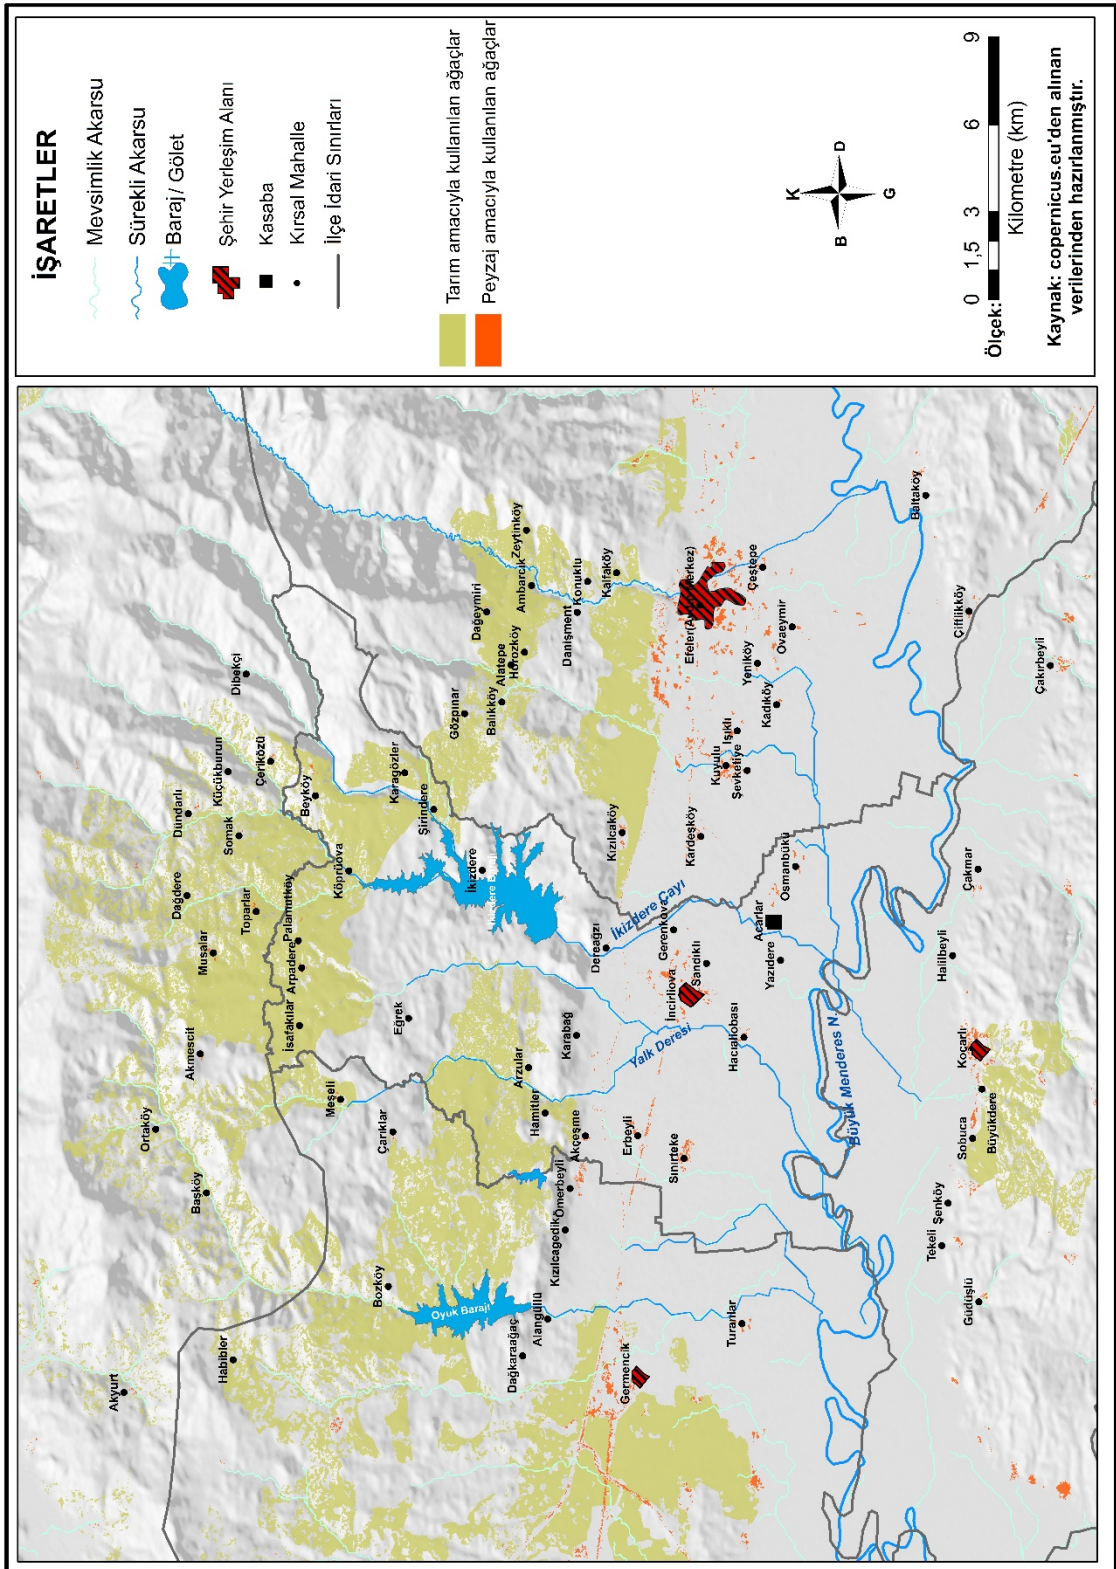 İŞARETLER
Mevsimlik Akarsu
Sürekli Akarsu
Baraj / Gölet
Şehir Yerleşim Alanı
Kasaba
Kırsal Mahalle
İlçe İdari Sınırları
Tarım amacıyla kullanılan ağaçlar
Peyzaj amacıyla kullanılan ağaçlar
K
B
D
G
Ölçek:
0 1,5 3 6 9
Kilometre (km)
Kaynak: copernicus.eu'den alınan
verilerinden hazırlanmıştır.
Akyurt
Habibler
Başköy
Ortaköy
Akmescit
Musalar
Dağdere
Toparlar
Dündarlı
Somak
Küçükburun
Çeriközü
Dibekçi
Beyköy
Köprüova
Palamutköy
Arpadere
İsafakılar
Meşeli
Çarıklar
Eğrek
Bozköy
Oyuk Barajı
Alangüllü
Dağkaraağaç
Kızılcagedik
Ömerbeyli
Akçeşme
Hamitler
Arzular
Karabağ
Karagözler
Şirindere
İkizdere
Gözpınar
Balıkköy
Alatepe
Horozköy
Dağeymiri
Ambarcık
Zeytinköy
Danişment
Konuklu
Kalfaköy
Dereağzı
İkizdere Çayı
Kızılcaköy
Gerenkova
Sandıklı
İncirliova
Yalk Deresi
Erbeyli
Sınırteke
Hacıaliobası
Germencik
Turanlar
Kardeşköy
Kuyulu
Şevketiye
Işıklı
Kadıköy
Yeniköy
Ovaeymir
Çeştepe
Acarlar
Yazıdere
Osmanbükü
Büyük Menderes N.
Baltaköy
Çiftlikköy
Çakırbeyli
Çakmar
Halilbeyli
Koçarlı
Büyükdere
Sobuca
Şenköy
Tekeli
Güdüşlü